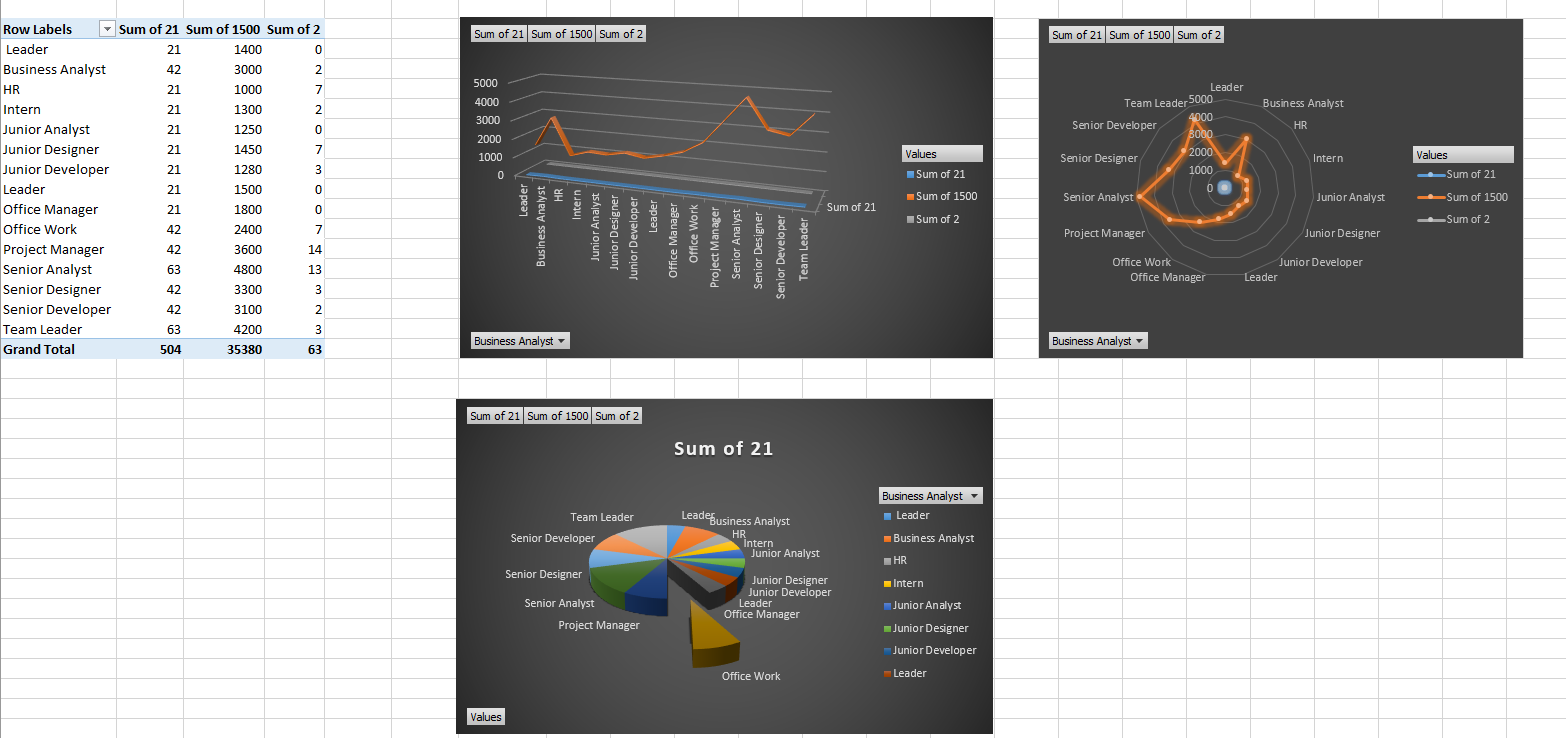 Row Labels Sum of 21 Sum of 1500 Sum of 2
Leader 21 1400 0
Business Analyst 42 3000 2
HR 21 1000 7
Intern 21 1300 2
Junior Analyst 21 1250 0
Junior Designer 21 1450 7
Junior Developer 21 1280 3
Leader 21 1500 0
Office Manager 21 1800 0
Office Work 42 2400 7
Project Manager 42 3600 14
Senior Analyst 63 4800 13
Senior Designer 42 3300 3
Senior Developer 42 3100 2
Team Leader 63 4200 3
Grand Total 504 35380 63
Sum of 21 Sum of 1500 Sum of 2
5000
4000
3000
2000
1000
0
Leader
Business Analyst
HR
Intern
Junior Analyst
Junior Designer
Junior Developer
Leader
Office Manager
Office Work
Project Manager
Senior Analyst
Senior Designer
Senior Developer
Team Leader
Sum of 21
Values
Sum of 21
Sum of 1500
Sum of 2
Business Analyst
Sum of 21 Sum of 1500 Sum of 2
Leader
Business Analyst
HR
Intern
Junior Analyst
Junior Designer
Junior Developer
Leader
Office Manager
Office Work
Project Manager
Senior Analyst
Senior Designer
Senior Developer
Team Leader
5000
4000
3000
2000
1000
0
Values
Sum of 21
Sum of 1500
Sum of 2
Business Analyst
Sum of 21 Sum of 1500 Sum of 2
Sum of 21
Leader
Business Analyst
HR
Intern
Junior Analyst
Junior Designer
Junior Developer
Leader
Office Manager
Office Work
Project Manager
Senior Analyst
Senior Designer
Senior Developer
Team Leader
Business Analyst
Leader
Business Analyst
HR
Intern
Junior Analyst
Junior Designer
Junior Developer
Leader
Values